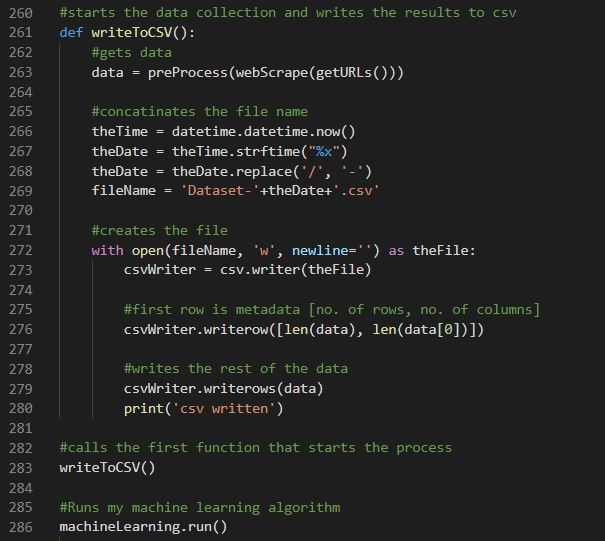 260 #starts the data collection and writes the results to csv
261 def writeToCSV():
262     #gets data
263     data = preProcess(webScrape(getURLs()))
264
265     #concatinates the file name
266     theTime = datetime.datetime.now()
267     theDate = theTime.strftime("%x")
268     theDate = theDate.replace('/', '-')
269     fileName = 'Dataset-'+theDate+'.csv'
270
271     #creates the file
272     with open(fileName, 'w', newline='') as theFile:
273         csvWriter = csv.writer(theFile)
274
275         #first row is metadata [no. of rows, no. of columns]
276         csvWriter.writerow([len(data), len(data[0])])
277
278         #writes the rest of the data
279         csvWriter.writerows(data)
280         print('csv written')
281
282 #calls the first function that starts the process
283 writeToCSV()
284
285 #Runs my machine learning algorithm
286 machineLearning.run()